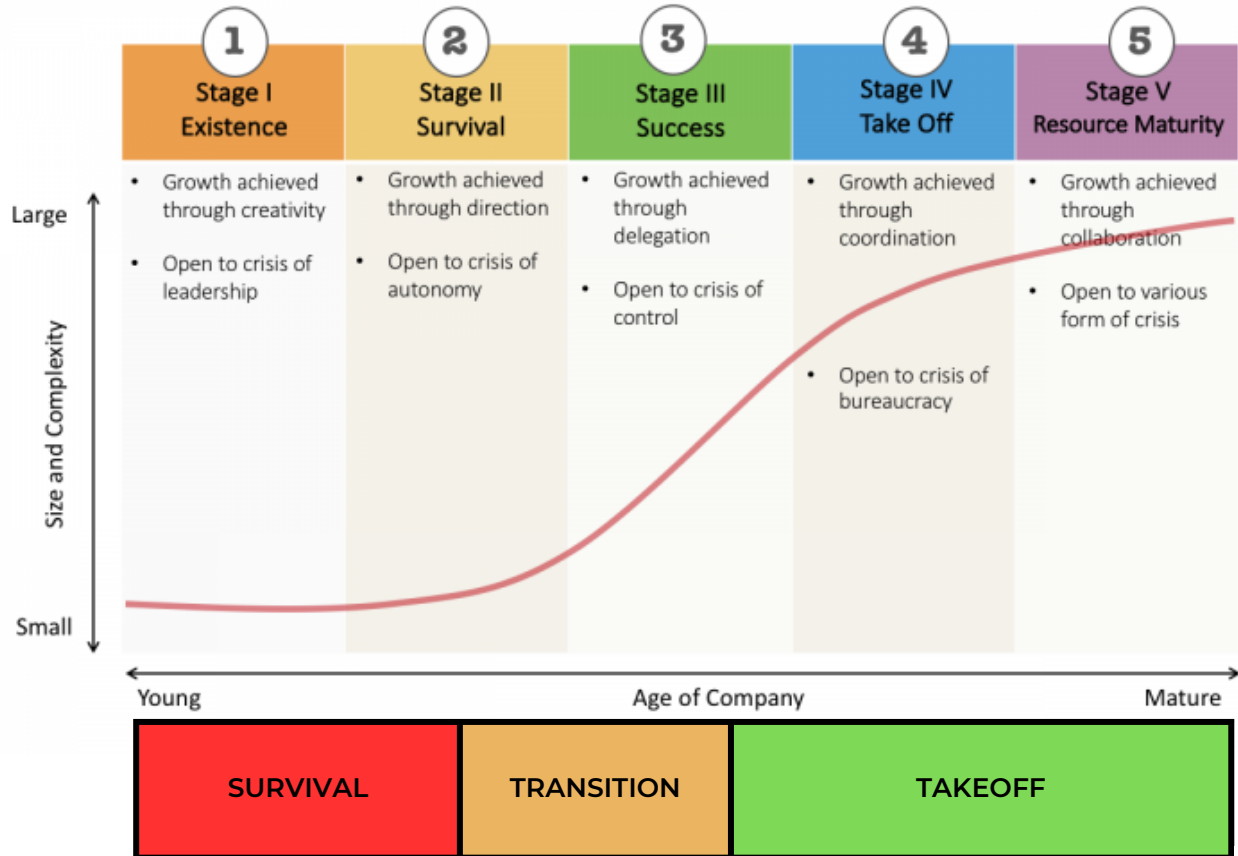 1
2
3
4
5
Stage I
Existence
Stage II
Survival
Stage III
Success
Stage IV
Take Off
Stage V
Resource Maturity
• Growth achieved
through creativity
• Open to crisis of
leadership
• Growth achieved
through direction
• Open to crisis of
autonomy
• Growth achieved
through
delegation
• Open to crisis of
control
• Growth achieved
through
coordination
• Open to crisis of
bureaucracy
• Growth achieved
through
collaboration
• Open to various
form of crisis
Large
Size and Complexity
Small
Young
Age of Company
Mature
SURVIVAL
TRANSITION
TAKEOFF